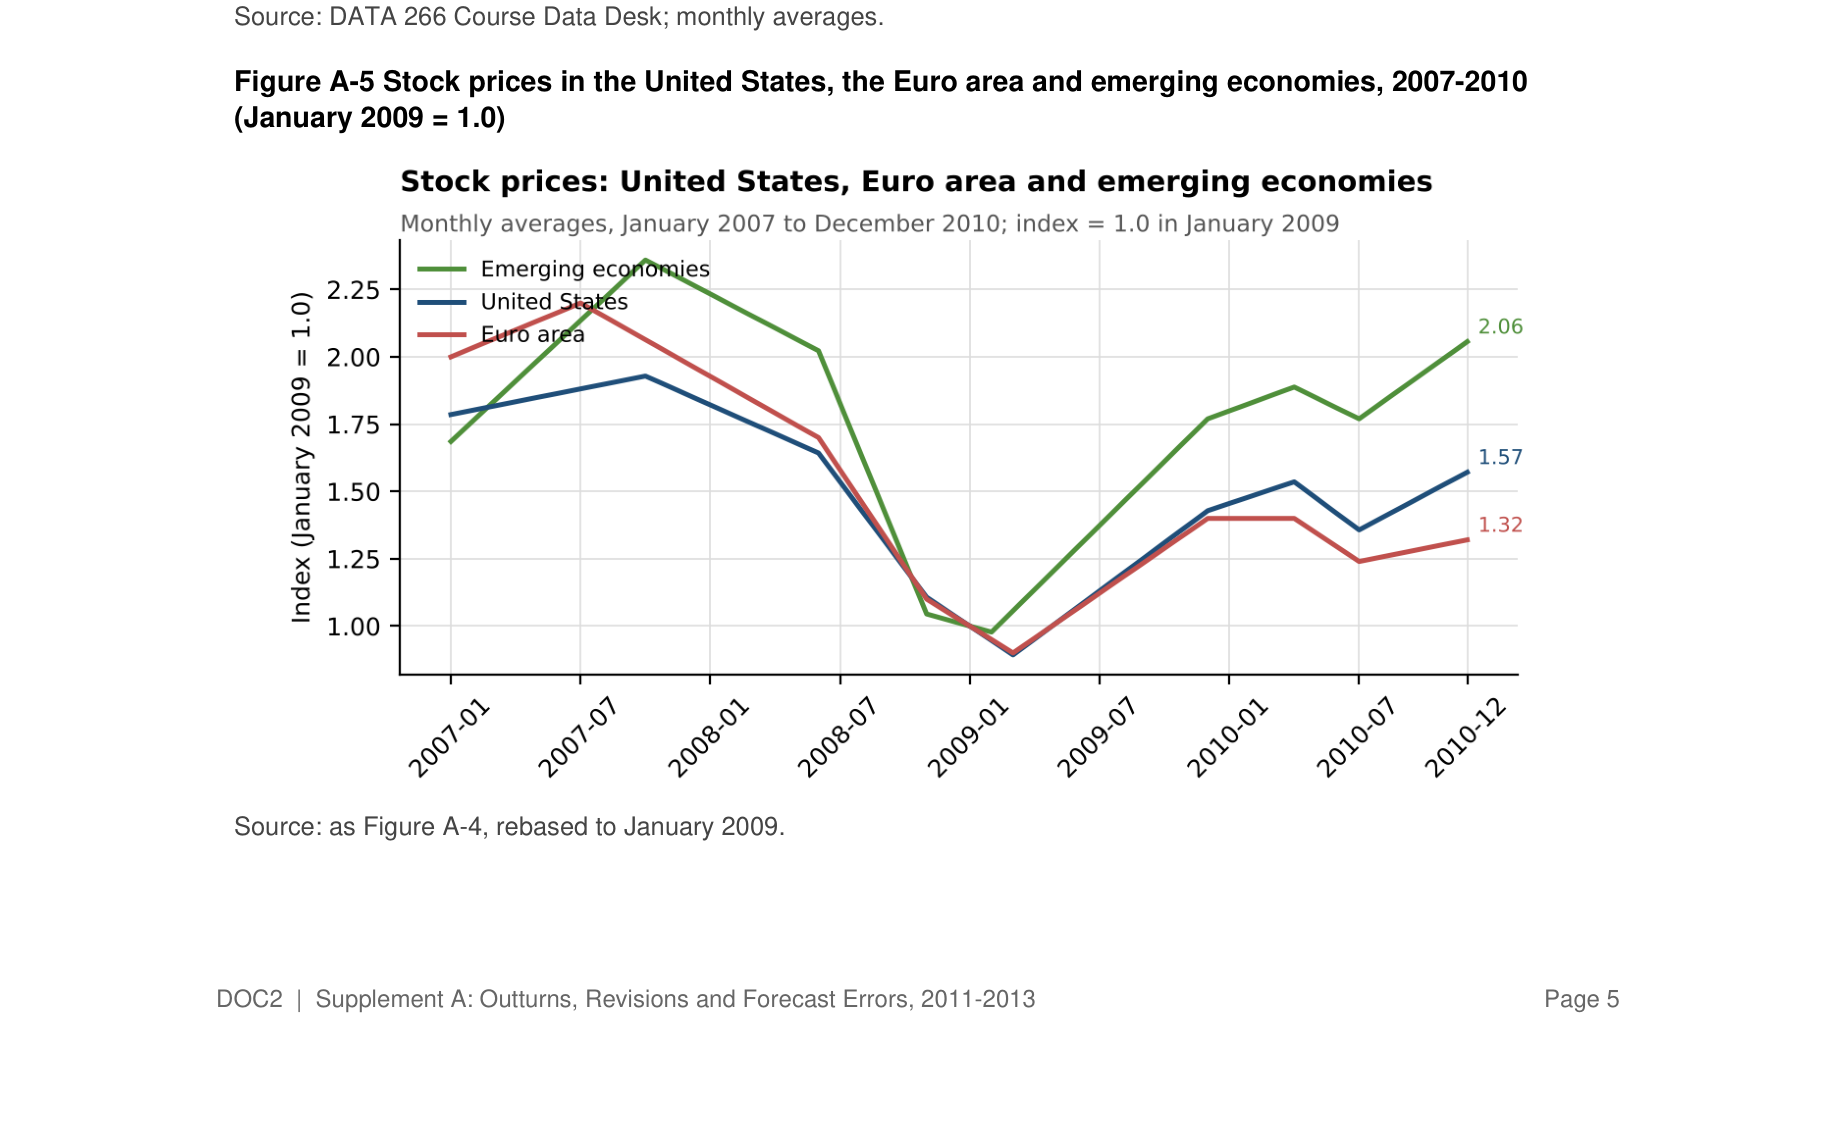 Source: DATA 266 Course Data Desk; monthly averages.
Figure A-5 Stock prices in the United States, the Euro area and emerging economies, 2007-2010
(January 2009 = 1.0)
Stock prices: United States, Euro area and emerging economies
Monthly averages, January 2007 to December 2010; index = 1.0 in January 2009
Emerging economies
United States
Euro area
Index (January 2009 = 1.0)
2.25
2.00
1.75
1.50
1.25
1.00
2.06
1.57
1.32
2007-01
2007-07
2008-01
2008-07
2009-01
2009-07
2010-01
2010-07
2010-12
Source: as Figure A-4, rebased to January 2009.
DOC2 | Supplement A: Outturns, Revisions and Forecast Errors, 2011-2013
Page 5